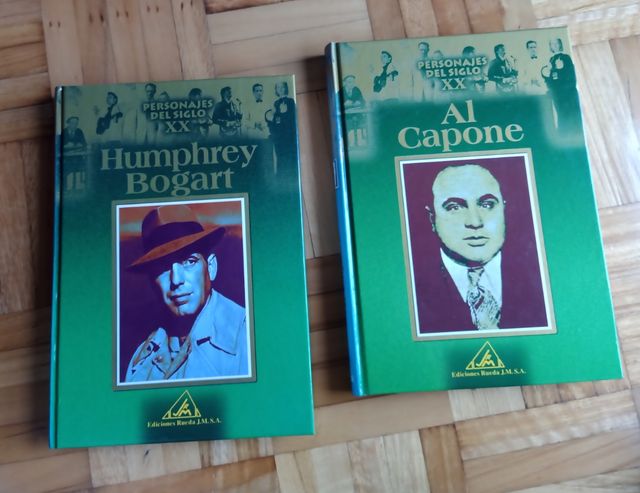 PERSONAJES
DEL SIGLO
XX
Humphrey
Bogart
Ediciones Rueda J.M. S.A.
PERSONAJES
DEL SIGLO
XX
Al
Capone
Ediciones Rueda J.M. S.A.